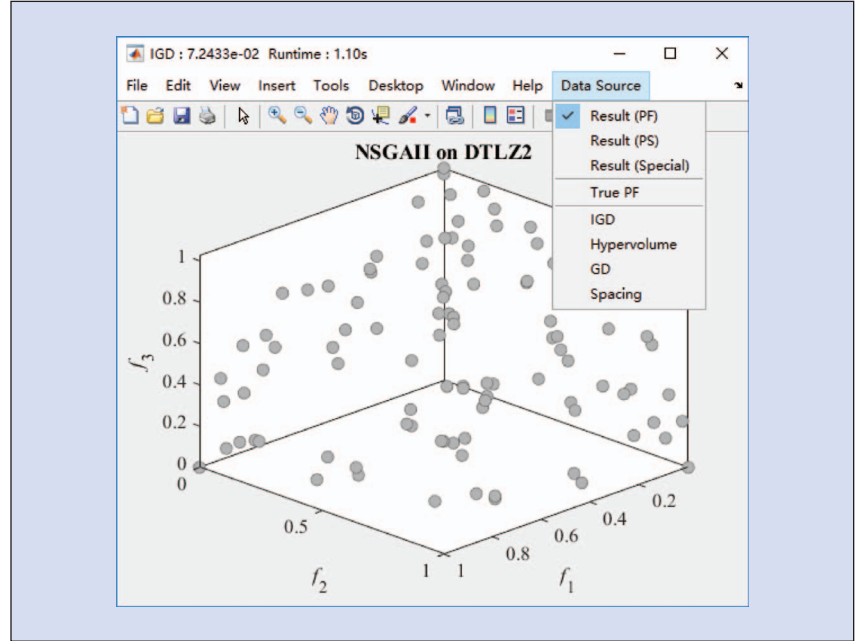 IGD : 7.2433e-02 Runtime : 1.10s
File Edit View Insert Tools Desktop Window Help Data Source
Result (PF)
Result (PS)
Result (Special)
True PF
IGD
Hypervolume
GD
Spacing
NSGAII on DTLZ2
1
0.8
0.6
0.4
0.2
0
f3
0
0.5
1
f2
1
0.8
0.6
0.4
0.2
f1